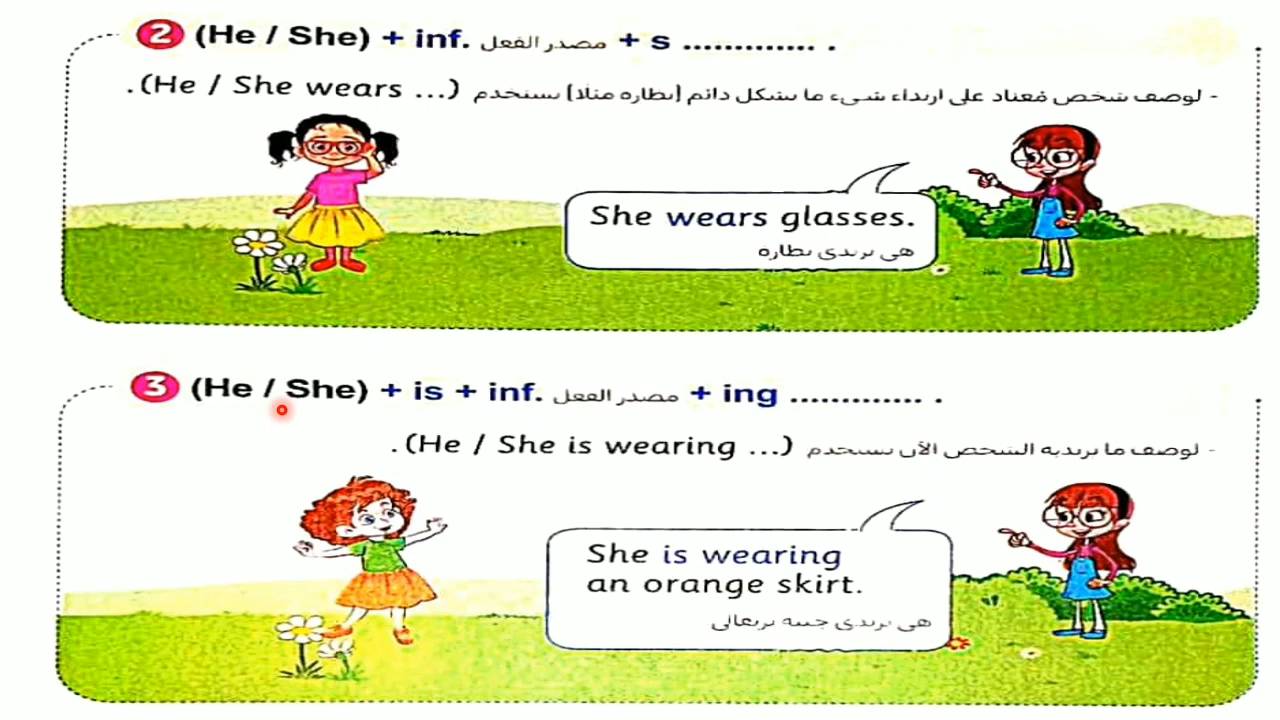 2 (He / She) + inf. مصدر الفعل + s ............. .
- لوصف شخص مُعتاد على ارتداء شيء ما بشكل دائم (نظارة مثلًا) نستخدم (He / She wears ...).
She wears glasses.
هي ترتدي نظارة
3 (He / She) + is + inf. مصدر الفعل + ing ............. .
- لوصف ما يرتديه الشخص الآن نستخدم (He / She is wearing ...).
She is wearing
an orange skirt.
هي ترتدي جيبة برتقالي